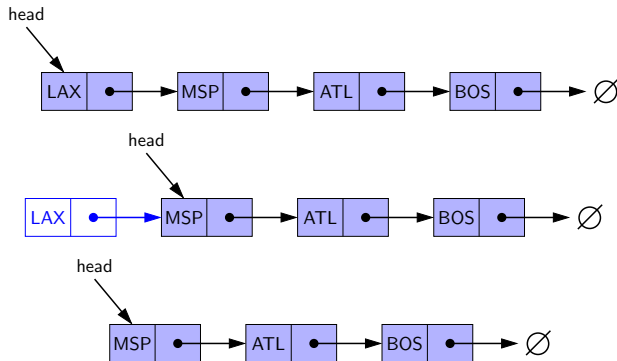 head
LAX MSP ATL BOS ∅
head
LAX MSP ATL BOS ∅
head
MSP ATL BOS ∅